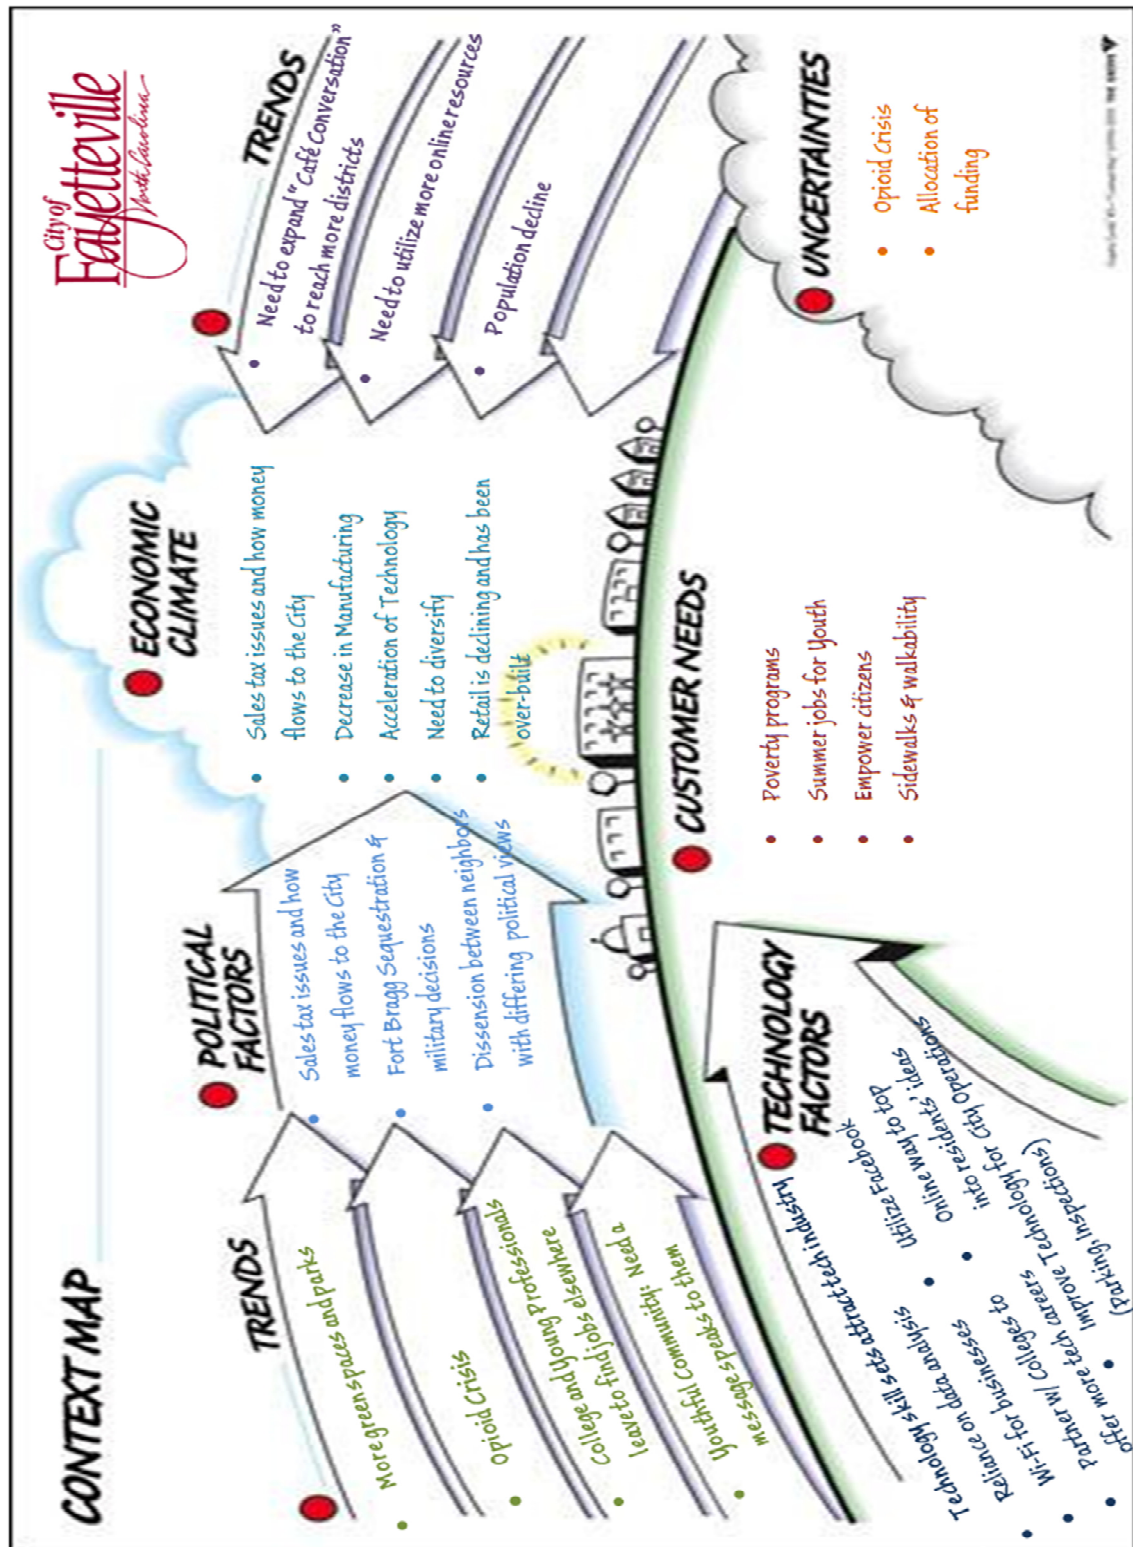 CONTEXT MAP
City of
Fayetteville
North Carolina
TRENDS
• More green spaces and parks
• Opioid Crisis
• College and Young Professionals
leave to find jobs elsewhere
• Youthful Community: Need a
message speaks to them
POLITICAL
FACTORS
• Sales tax issues and how
money flows to the City
• Fort Bragg Sequestration &
military decisions
• Dissension between neighbors
with differing political views
ECONOMIC
CLIMATE
• Sales tax issues and how money
flows to the City
• Decrease in Manufacturing
• Acceleration of Technology
• Need to diversify
• Retail is declining and has been
over-built
TRENDS
• Need to expand "Café Conversation"
to reach more districts
• Need to utilize more online resources
• Population decline
TECHNOLOGY
FACTORS
• Technology skill sets attract tech industry
• Reliance on data analysis
• Wi-Fi for businesses
• Partner w/ Colleges to
offer more tech careers
• Utilize Facebook
• Online way to top
into residents' ideas
• Improve Technology for City Operations
(Parking, Inspections)
CUSTOMER NEEDS
• Poverty programs
• Summer jobs for Youth
• Empower citizens
• Sidewalks & walkability
UNCERTAINTIES
• Opioid Crisis
• Allocation of
funding
THE GROVE